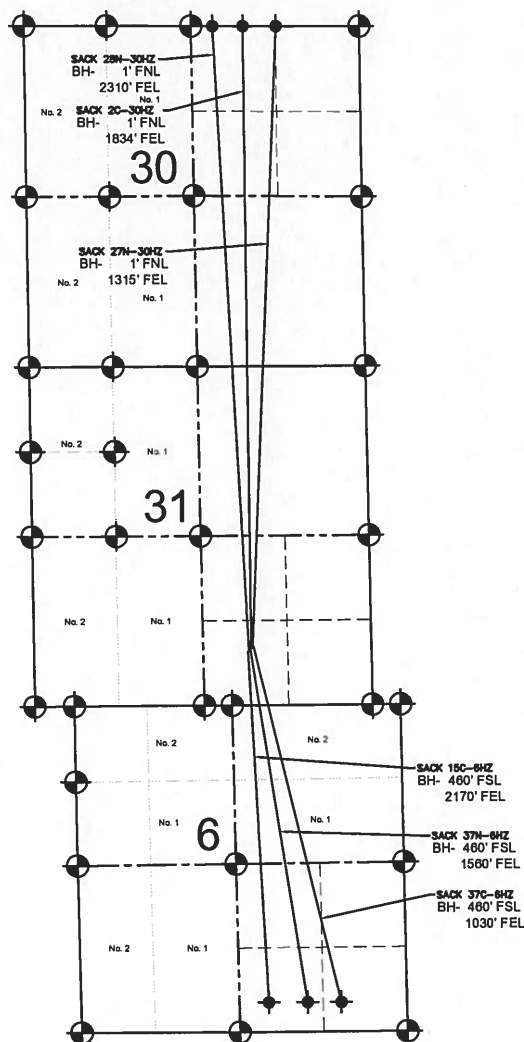 SACK 28N-30HZ
BH- 1' FNL
2310' FEL
No. 2
No. 1
SACK 2C-30HZ
BH- 1' FNL
1834' FEL
30
SACK 27N-30HZ
BH- 1' FNL
1315' FEL
No. 2
No. 1
No. 2
No. 1
31
No. 2
No. 1
No. 2
No. 2
SACK 15C-6HZ
BH- 460' FSL
2170' FEL
No. 1
No. 1
6
SACK 37N-6HZ
BH- 460' FSL
1560' FEL
SACK 37C-6HZ
BH- 460' FSL
1030' FEL
No. 2
No. 1